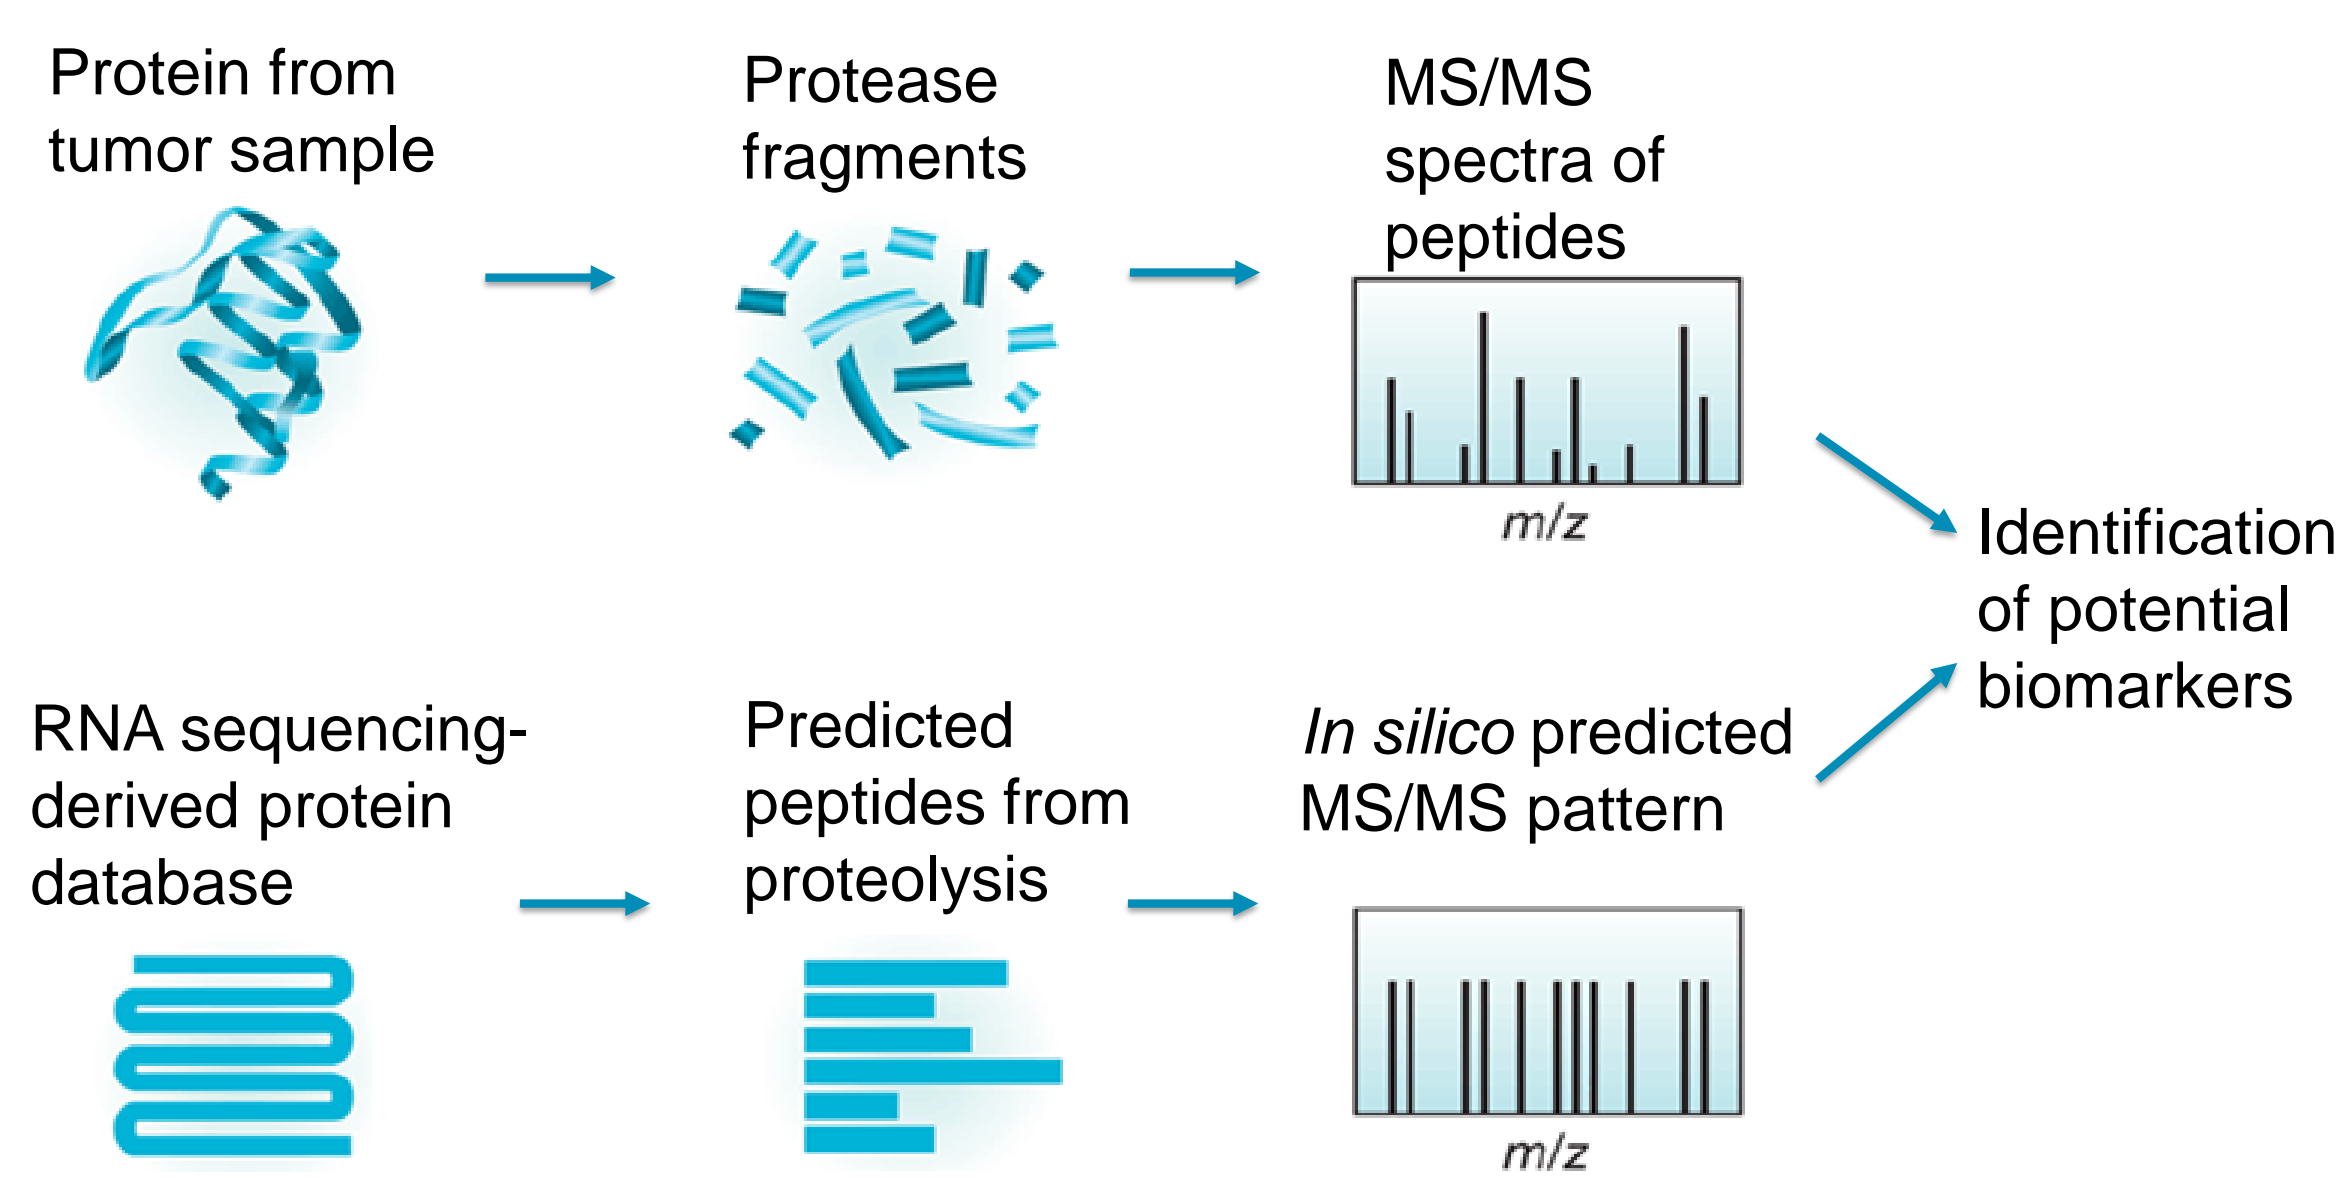 Protein from
tumor sample
Protease
fragments
MS/MS
spectra of
peptides
m/z
Identification
of potential
biomarkers
RNA sequencing-
derived protein
database
Predicted
peptides from
proteolysis
In silico predicted
MS/MS pattern
m/z